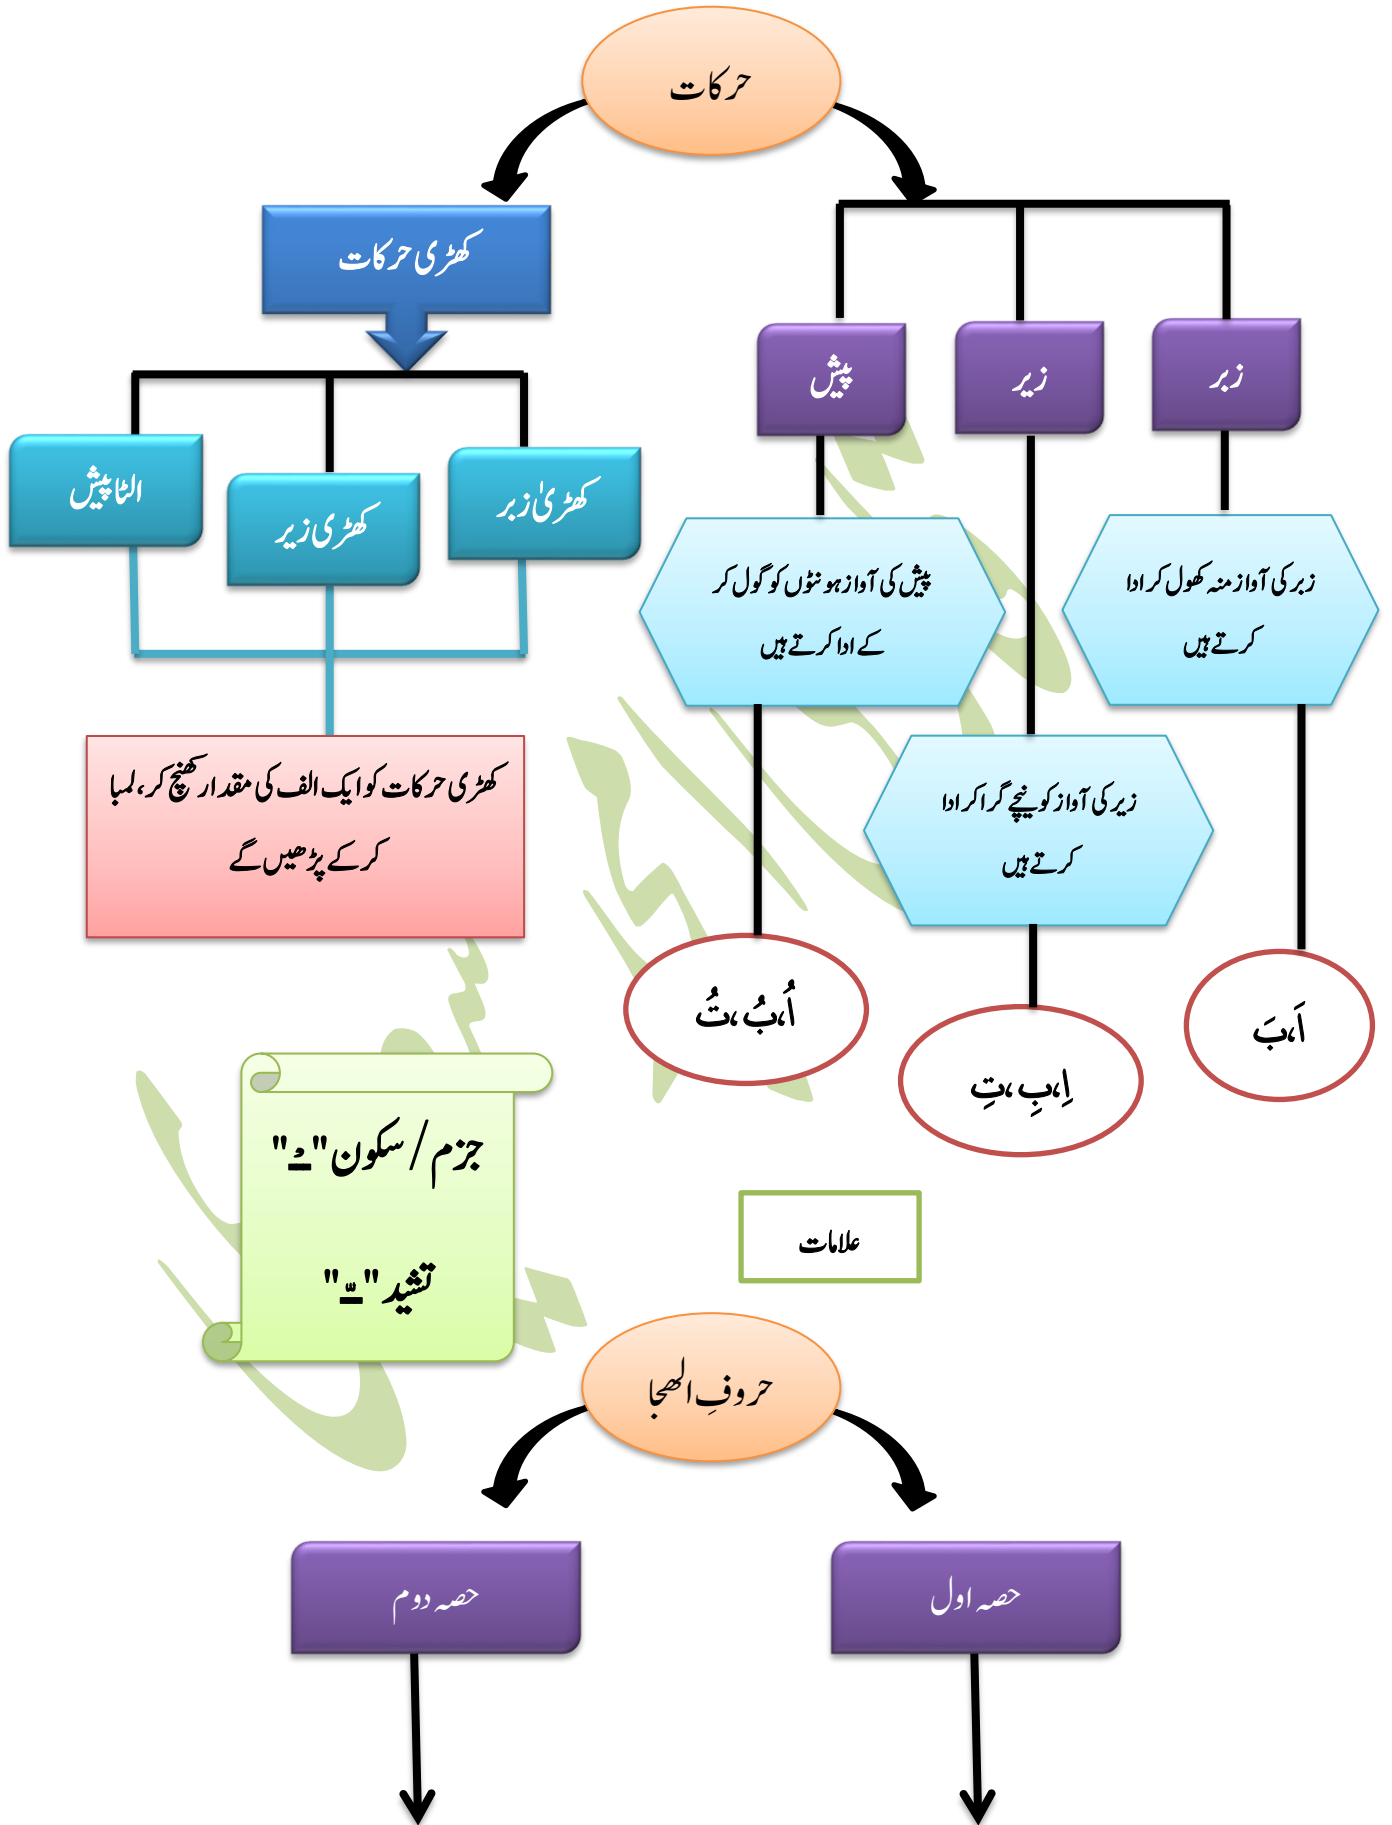 حرکات
کھڑی حرکات
زبر
زیر
پیش
کھڑیٰ زبر
کھڑی زیر
الٹا پیش
زبر کی آواز منہ کھول کر ادا
کرتے ہیں
پیش کی آواز ہونٹوں کو گول کر
کے ادا کرتے ہیں
زیر کی آواز کو نیچے گرا کر ادا
کرتے ہیں
کھڑی حرکات کو ایک الف کی مقدار کھنچ کر، لمبا
کر کے پڑھیں گے
اَ، بَ
اِ، بِ، تِ
اُ، بُ، تُ
علامات
جزم / سکون "ـْـ"
تشید "ـّـ"
حروفِ الھجا
حصہ اول
حصہ دوم